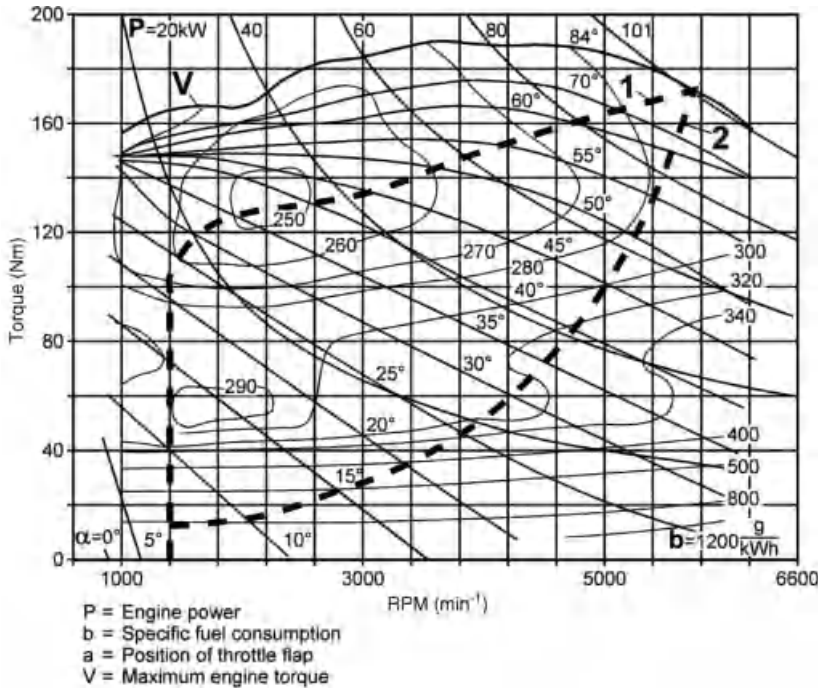 200
P=20kW 40 60 80 84° 101
V 70° 1
160 60° 2
55°
50°
120 250
260 270 45°
280 300
40° 320
Torque (Nm)
80 35° 340
290 25° 30°
20°
40 400
15° 500
800
α=0° 5° 10° b=1200 g/kWh
0
1000 3000 5000 6600
RPM (min⁻¹)
P = Engine power
b = Specific fuel consumption
a = Position of throttle flap
V = Maximum engine torque